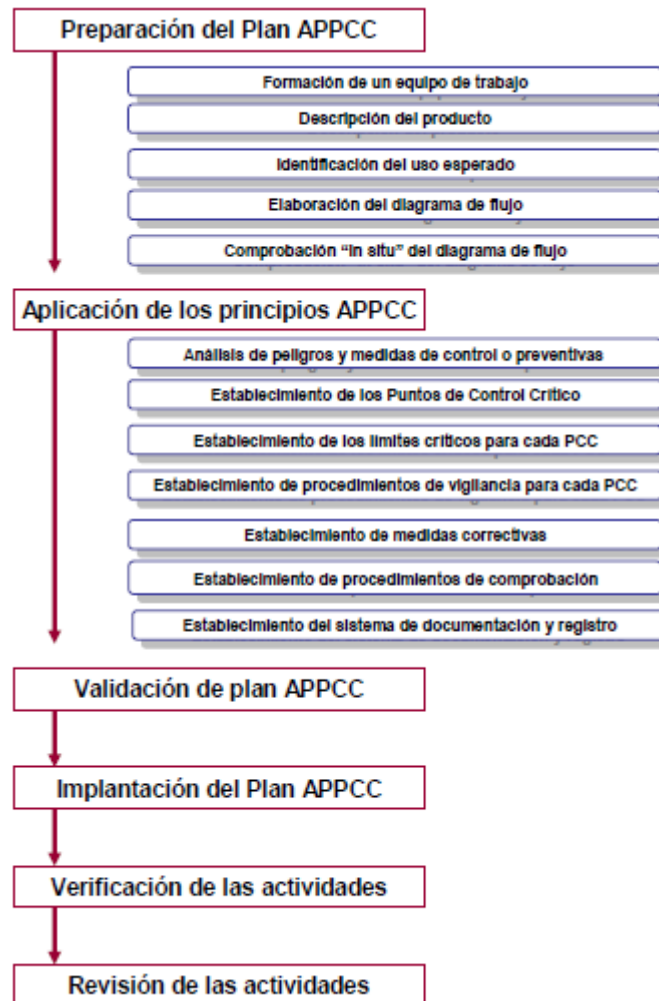 Preparación del Plan APPCC
Formación de un equipo de trabajo
Descripción del producto
Identificación del uso esperado
Elaboración del diagrama de flujo
Comprobación “in situ” del diagrama de flujo
Aplicación de los principios APPCC
Análisis de peligros y medidas de control o preventivas
Establecimiento de los Puntos de Control Crítico
Establecimiento de los límites críticos para cada PCC
Establecimiento de procedimientos de vigilancia para cada PCC
Establecimiento de medidas correctivas
Establecimiento de procedimientos de comprobación
Establecimiento del sistema de documentación y registro
Validación de plan APPCC
Implantación del Plan APPCC
Verificación de las actividades
Revisión de las actividades